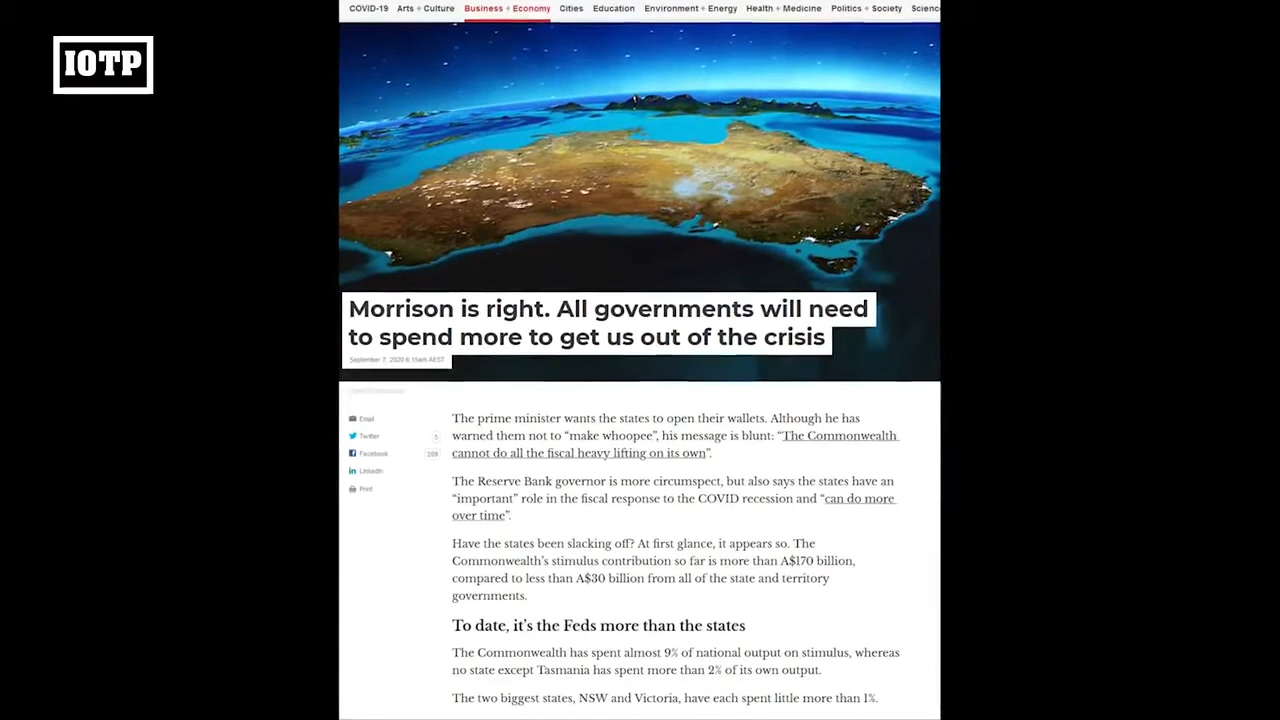 COVID-19 Arts + Culture Business + Economy Cities Education Environment + Energy Health + Medicine Politics + Society Scienc
IOTP
Morrison is right. All governments will need
to spend more to get us out of the crisis
September 7, 2020 6.15am AEST
Email
Twitter 5
Facebook 209
LinkedIn
Print
The prime minister wants the states to open their wallets. Although he has
warned them not to “make whoopee”, his message is blunt: “The Commonwealth
cannot do all the fiscal heavy lifting on its own”.
The Reserve Bank governor is more circumspect, but also says the states have an
“important” role in the fiscal response to the COVID recession and “can do more
over time”.
Have the states been slacking off? At first glance, it appears so. The
Commonwealth’s stimulus contribution so far is more than A$170 billion,
compared to less than A$30 billion from all of the state and territory
governments.
To date, it’s the Feds more than the states
The Commonwealth has spent almost 9% of national output on stimulus, whereas
no state except Tasmania has spent more than 2% of its own output.
The two biggest states, NSW and Victoria, have each spent little more than 1%.